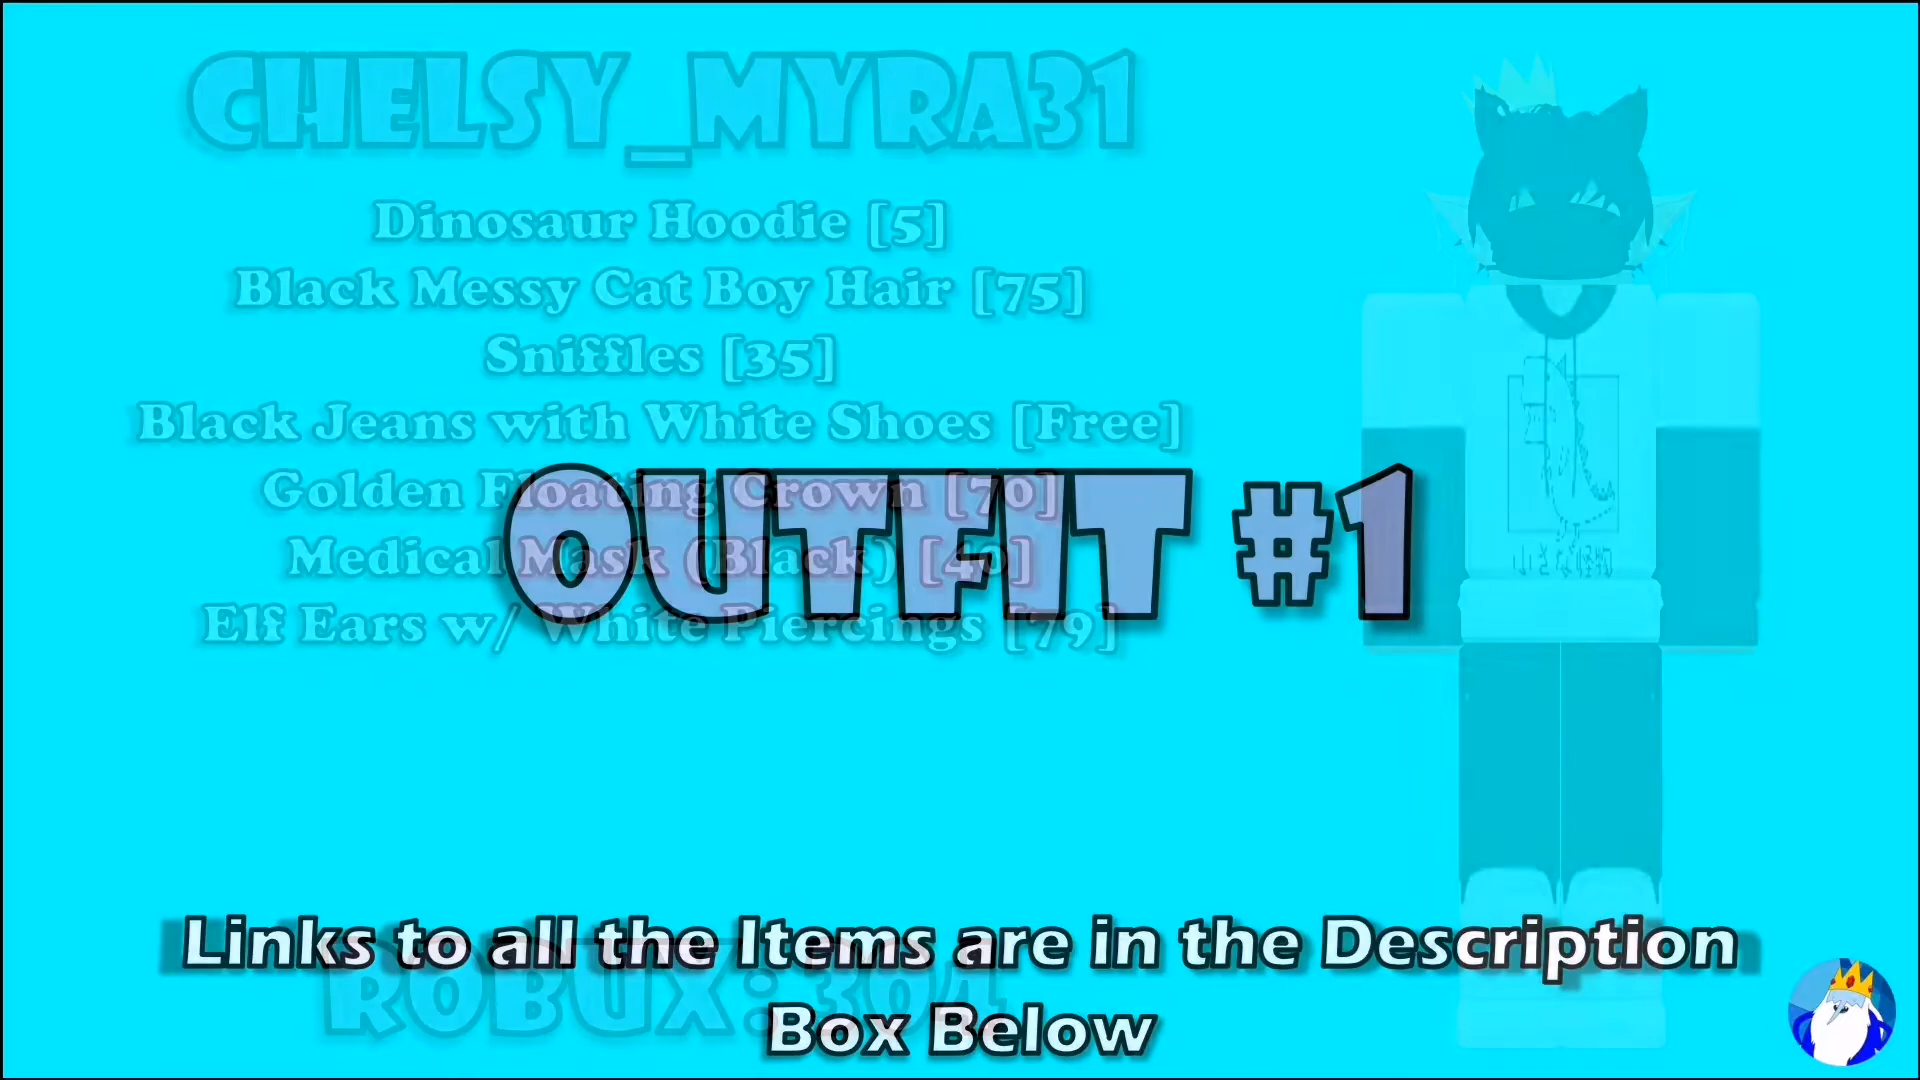 CHELSY_MYRA31
Dinosaur Hoodie [5]
Black Messy Cat Boy Hair [75]
Sniffles [35]
Black Jeans with White Shoes [Free]
Golden Floating Crown [70]
Medical Mask (Black) [40]
Elf Ears w/ White Piercings [79]
OUTFIT #1
ROBUX: 304
Links to all the Items are in the Description
Box Below